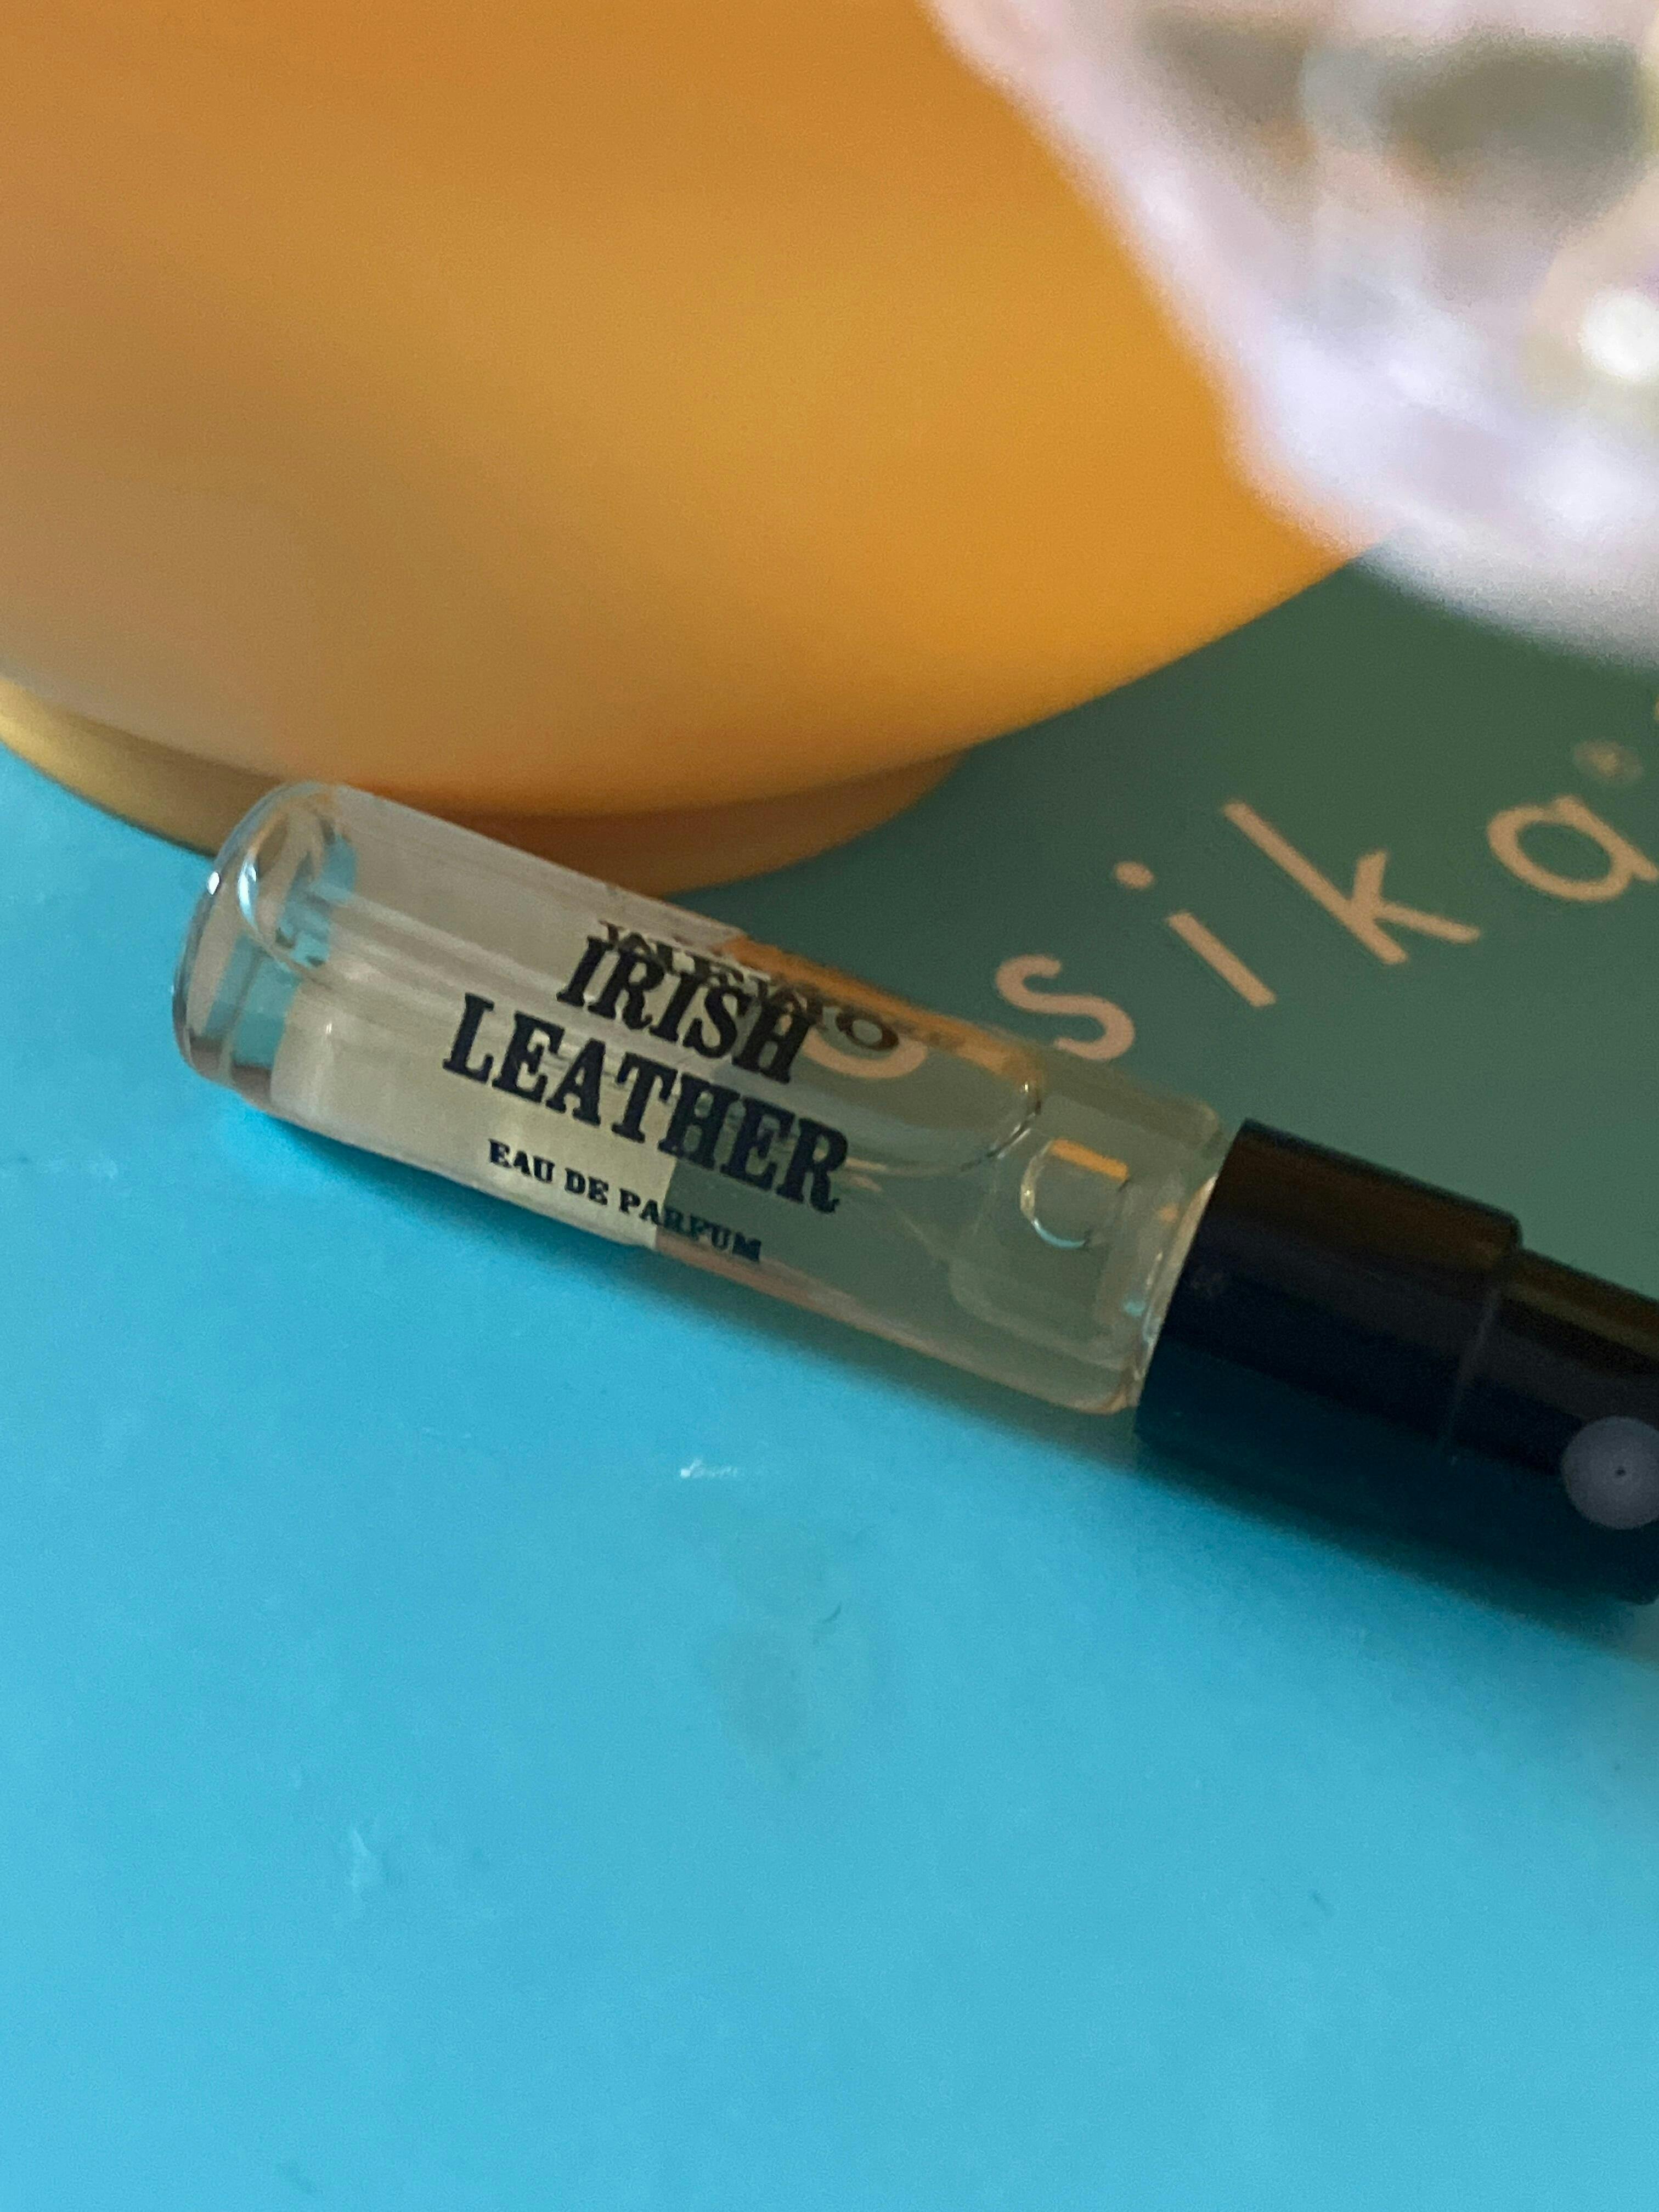 IRISH
LEATHER
EAU DE PARFUM
sika®